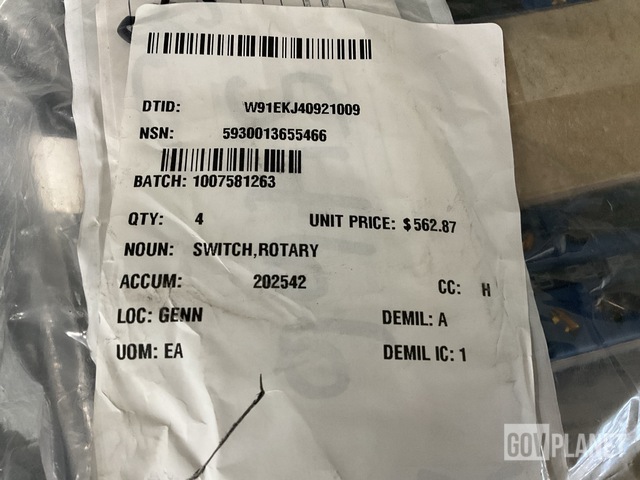 DTID: W91EKJ40921009
NSN: 5930013655466
BATCH: 1007581263
QTY: 4 UNIT PRICE: $562.87
NOUN: SWITCH,ROTARY
ACCUM: 202542 CC: H
LOC: GENN DEMIL: A
UOM: EA DEMIL IC: 1
GOVPLANET